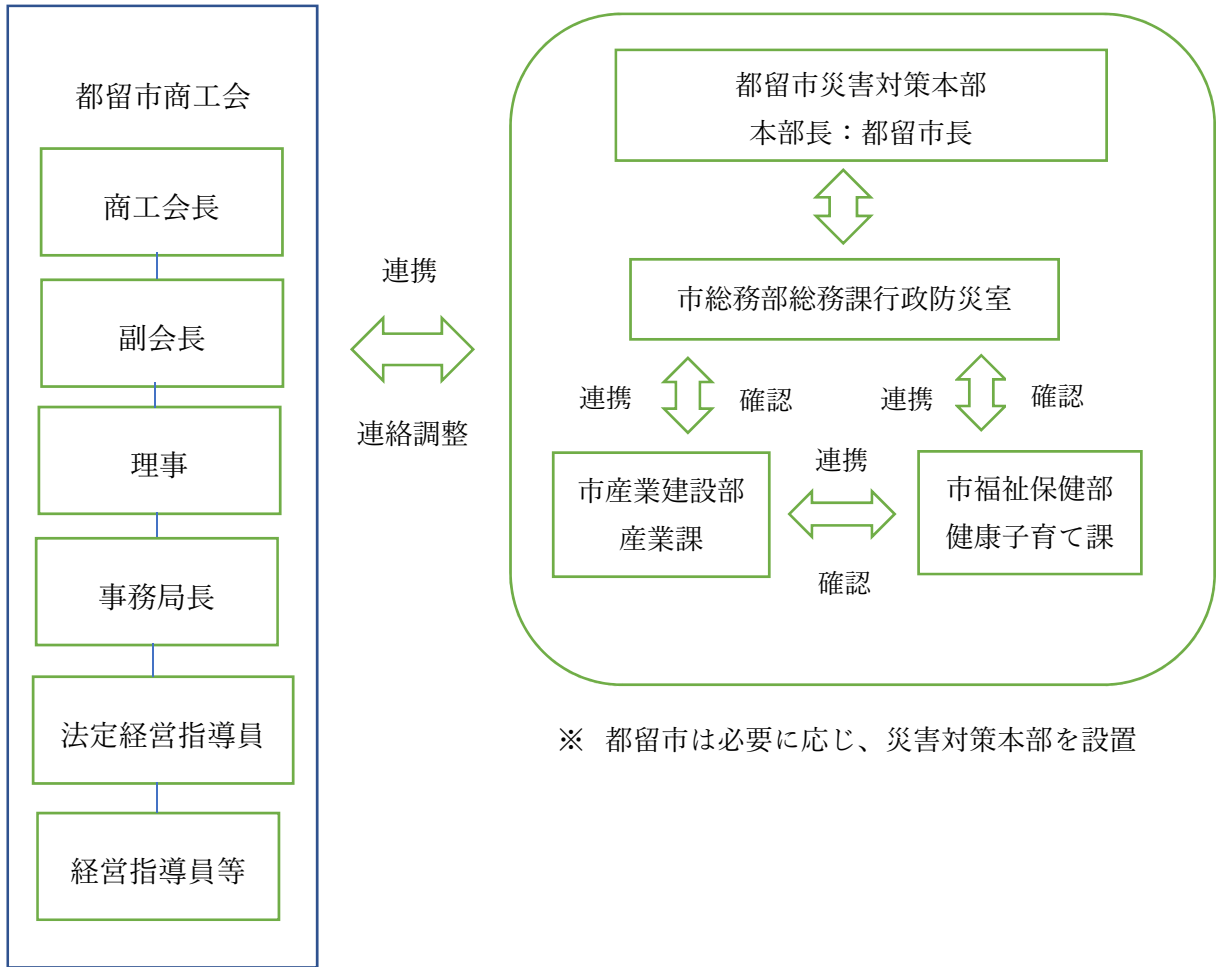 都留市商工会
商工会長
副会長
理事
事務局長
法定経営指導員
経営指導員等
連携
連絡調整
都留市災害対策本部
本部長：都留市長
市総務部総務課行政防災室
連携
確認
連携
確認
市産業建設部
産業課
連携
確認
市福祉保健部
健康子育て課
※ 都留市は必要に応じ、災害対策本部を設置